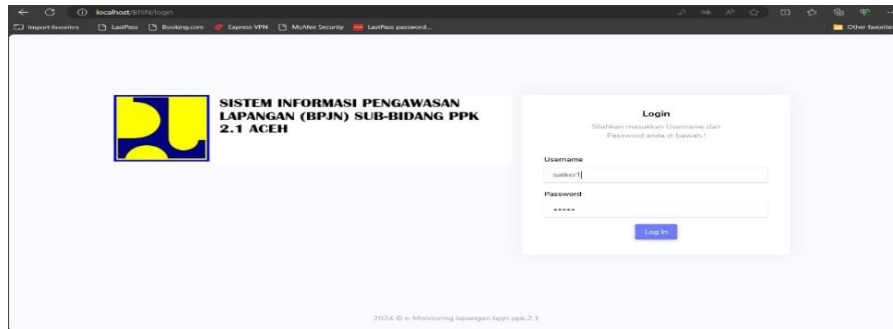 localhost/BPJN/login
Import favorites LastPass Booking.com Express VPN McAfee Security LastPass password... Other favorites
SISTEM INFORMASI PENGAWASAN
LAPANGAN (BPJN) SUB-BIDANG PPK
2.1 ACEH
Login
Silahkan masukkan Username dan
Password anda di bawah !
Username
satker1
Password
•••••
Log In
2024 © e-Monitoring lapangan bpjn ppk.2.1